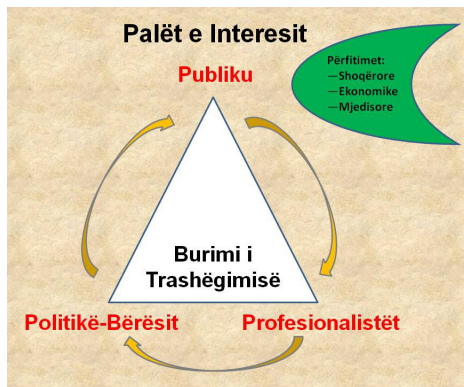 Palët e Interesit
Publiku
Përfitimet:
—Shoqërore
—Ekonomike
—Mjedisore
Burimi i
Trashëgimisë
Politikë-Bërësit
Profesionalistët